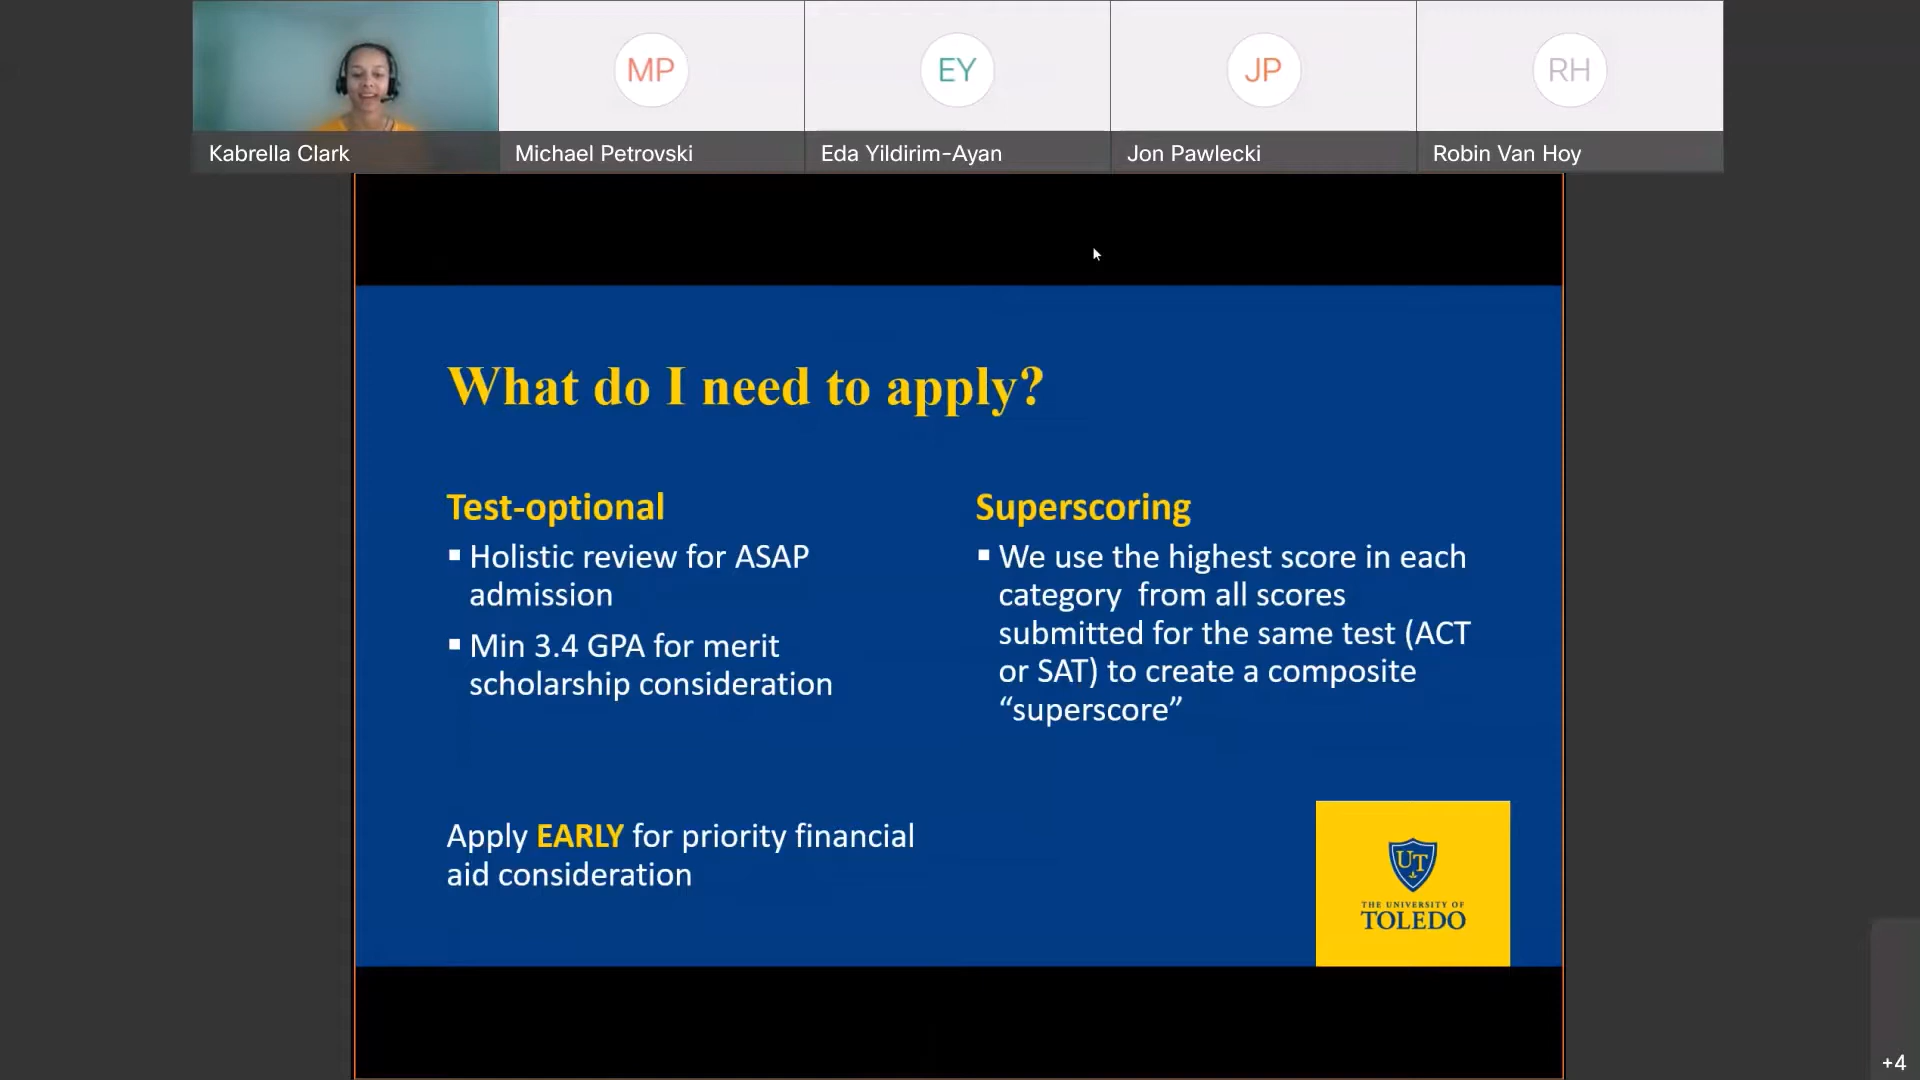 MP
EY
JP
RH
Kabrella Clark
Michael Petrovski
Eda Yildirim-Ayan
Jon Pawlecki
Robin Van Hoy
What do I need to apply?
Test-optional
▪ Holistic review for ASAP
admission
▪ Min 3.4 GPA for merit
scholarship consideration
Superscoring
▪ We use the highest score in each
category  from all scores
submitted for the same test (ACT
or SAT) to create a composite
“superscore”
Apply EARLY for priority financial
aid consideration
UT
THE UNIVERSITY OF
TOLEDO
+4